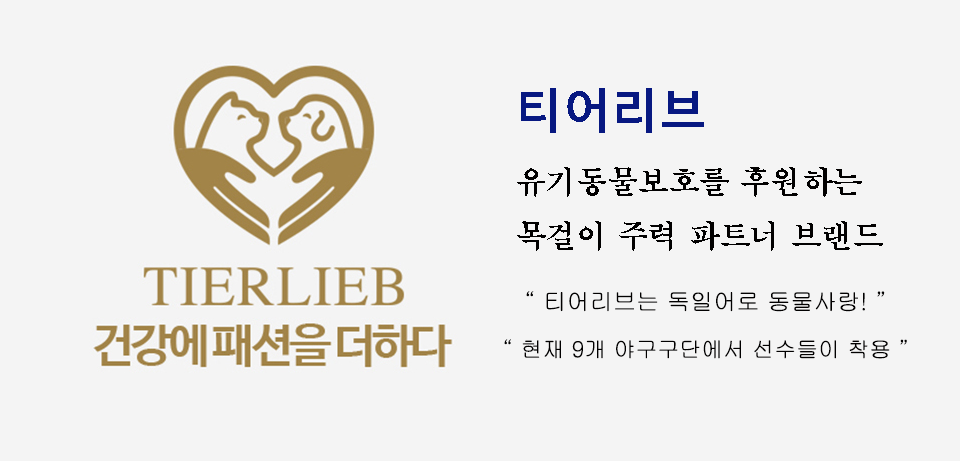 TIERLIEB
건강에 패션을 더하다
티어리브
유기동물보호를 후원하는
목걸이 주력 파트너 브랜드
“ 티어리브는 독일어로 동물사랑! ”
“ 현재 9개 야구구단에서 선수들이 착용 ”